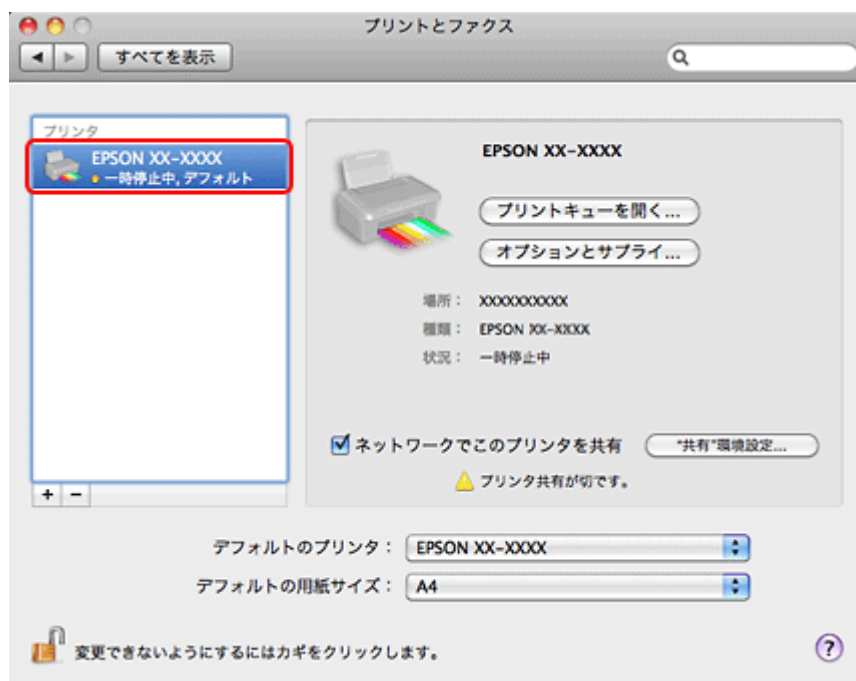 プリントとファクス
すべてを表示
プリンタ
EPSON XX-XXXX
一時停止中, デフォルト
EPSON XX-XXXX
プリントキューを開く...
オプションとサプライ...
場所： XXXXXXXXXX
種類： EPSON XX-XXXX
状況： 一時停止中
ネットワークでこのプリンタを共有
"共有"環境設定...
プリンタ共有が切です。
+ −
デフォルトのプリンタ： EPSON XX-XXXX
デフォルトの用紙サイズ： A4
変更できないようにするにはカギをクリックします。
?